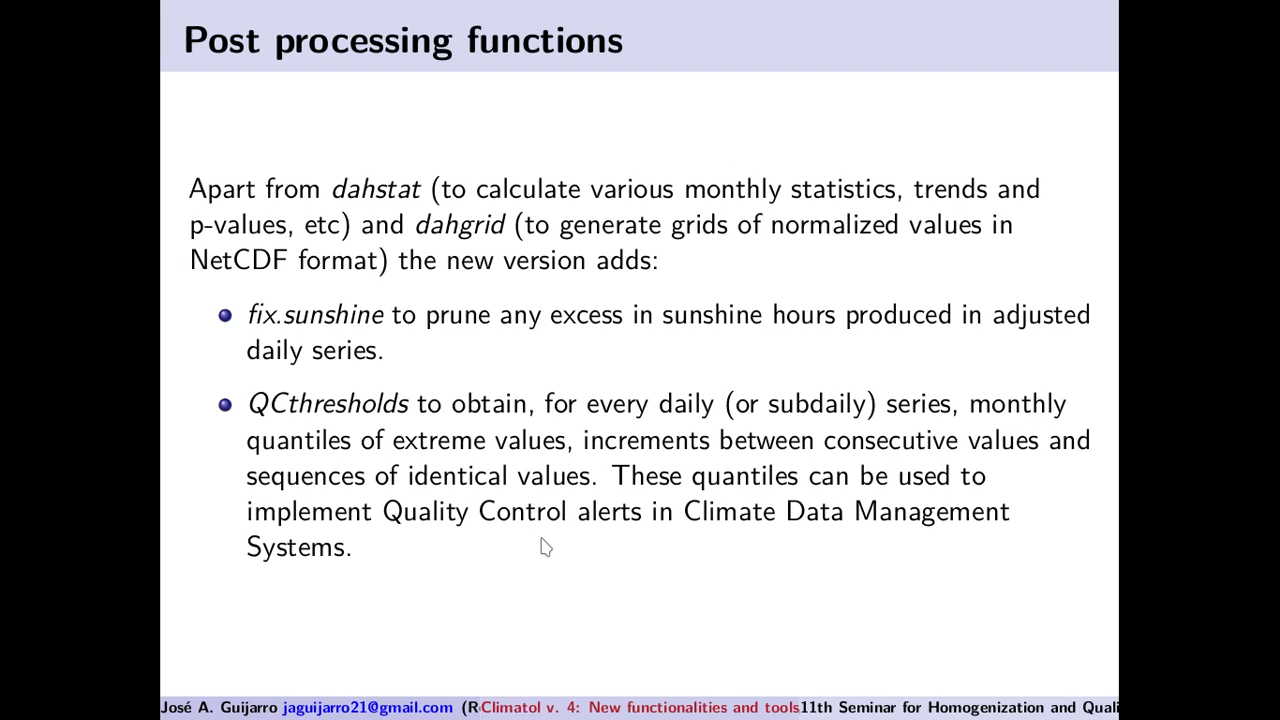 Post processing functions
Apart from dahstat (to calculate various monthly statistics, trends and
p-values, etc) and dahgrid (to generate grids of normalized values in
NetCDF format) the new version adds:
fix.sunshine to prune any excess in sunshine hours produced in adjusted
daily series.
QCthresholds to obtain, for every daily (or subdaily) series, monthly
quantiles of extreme values, increments between consecutive values and
sequences of identical values. These quantiles can be used to
implement Quality Control alerts in Climate Data Management
Systems.
José A. Guijarro jaguijarro21@gmail.com (R Climatol v. 4: New functionalities and tools 11th Seminar for Homogenization and Quali